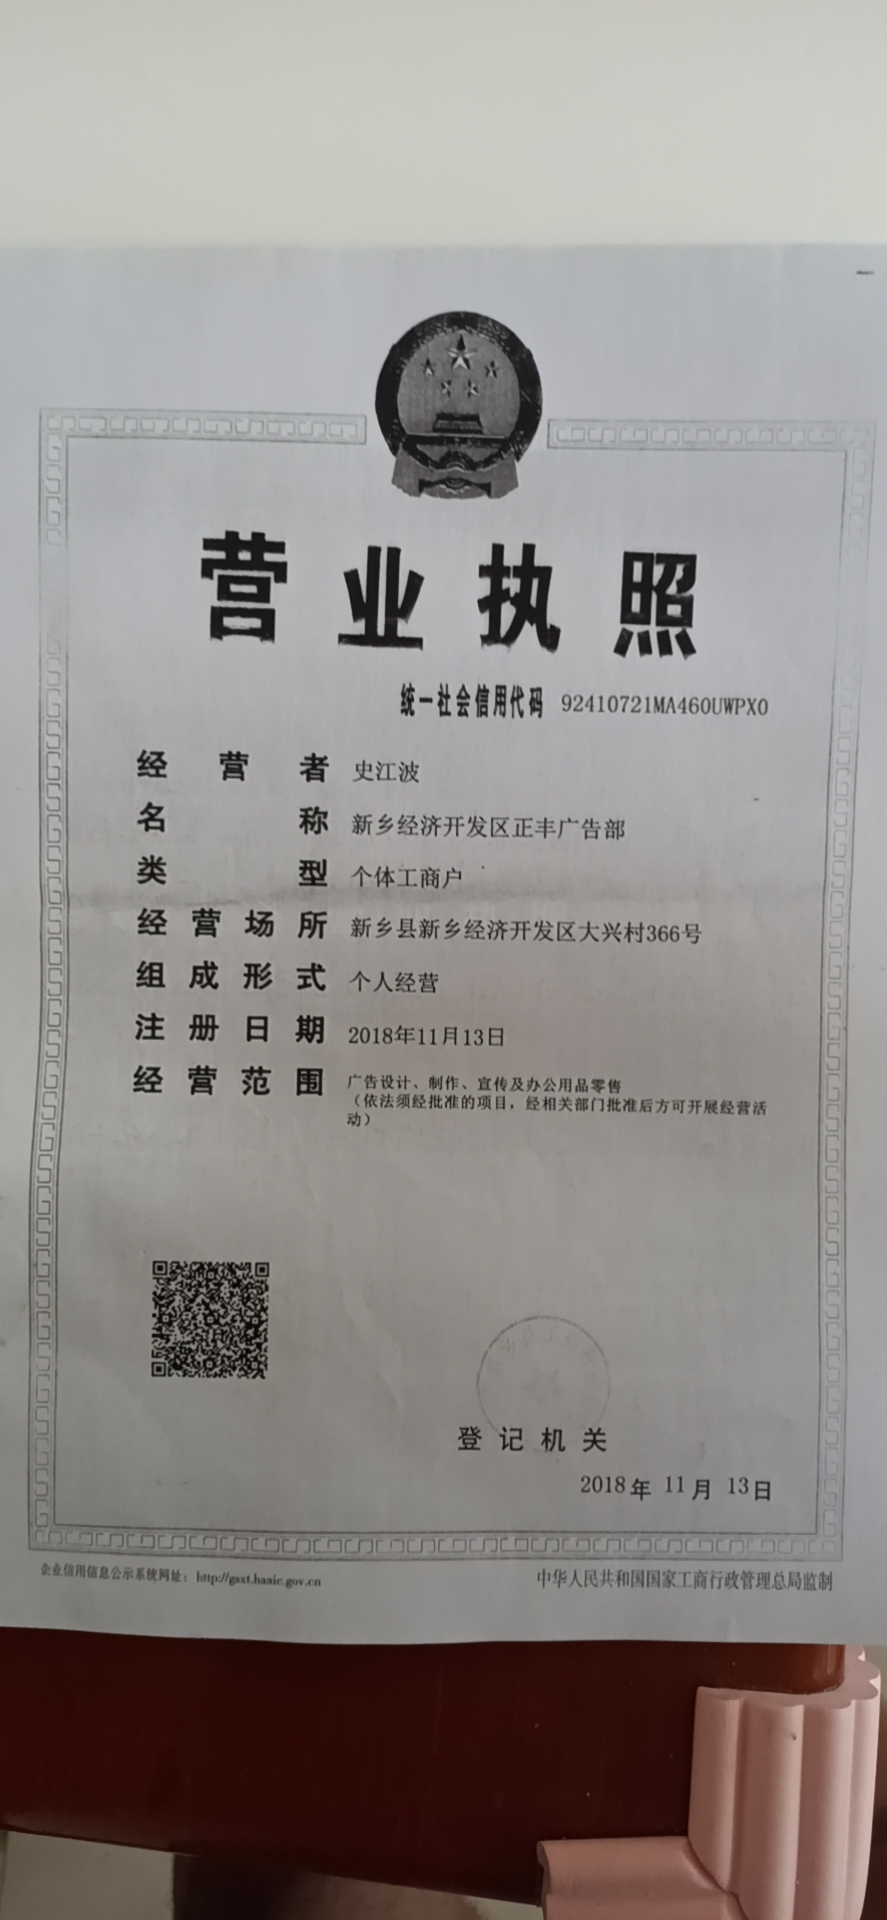 营业执照
统一社会信用代码 92410721MA460UWPX0
经营者 史江波
名称 新乡经济开发区正丰广告部
类型 个体工商户
经营场所 新乡县新乡经济开发区大兴村366号
组成形式 个人经营
注册日期 2018年11月13日
经营范围 广告设计、制作、宣传及办公用品零售
（依法须经批准的项目，经相关部门批准后方可开展经营活
动）
登记机关
2018年11月13日
企业信用信息公示系统网址：http://gsxt.haaic.gov.cn
中华人民共和国国家工商行政管理总局监制